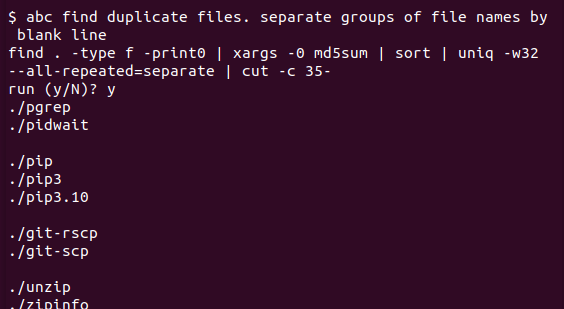 $ abc find duplicate files. separate groups of file names by
blank line
find . -type f -print0 | xargs -0 md5sum | sort | uniq -w32
--all-repeated=separate | cut -c 35-
run (y/N)? y
./pgrep
./pidwait

./pip
./pip3
./pip3.10

./git-rscp
./git-scp

./unzip
./zipinfo